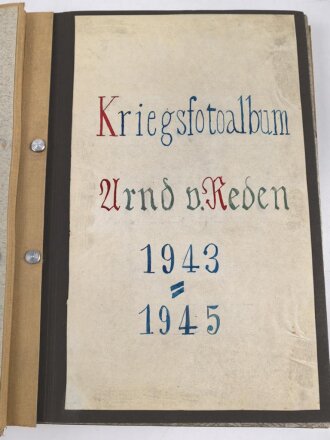 Kriegsfotoalbum
Arnd v. Reden
1943
=
1945